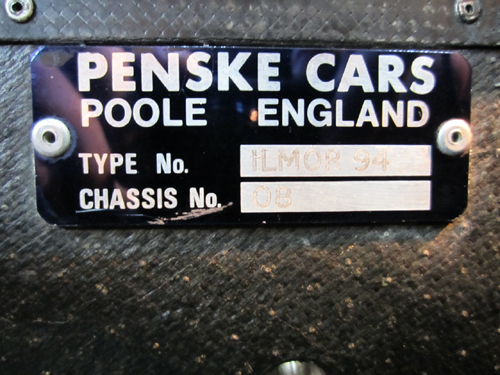 PENSKE CARS
POOLE ENGLAND
TYPE No. ILMOR 94
CHASSIS No. 08